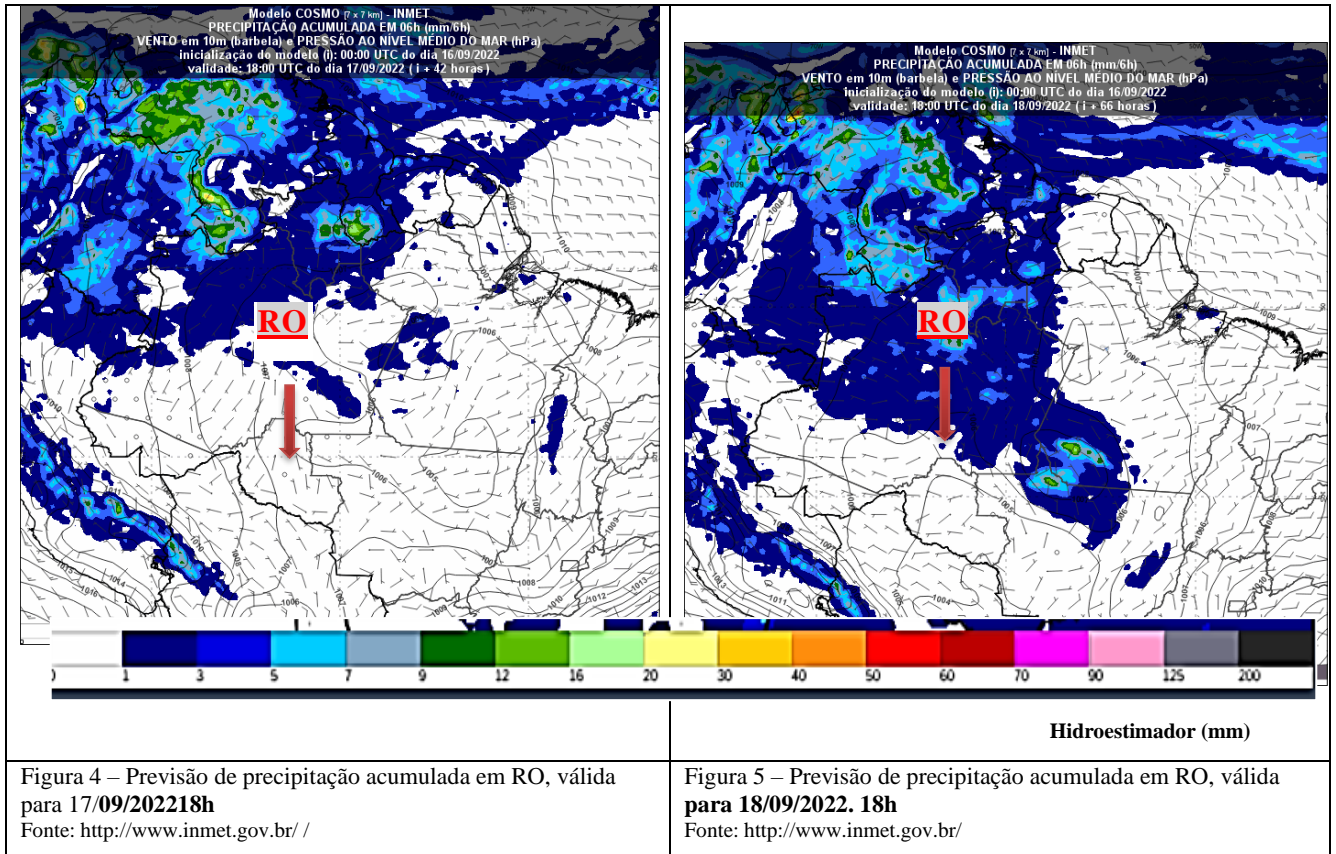 Modelo COSMO [7 x 7 km] - INMET
PRECIPITAÇÃO ACUMULADA EM 06h (mm/6h)
VENTO em 10m (barbela) e PRESSÃO AO NÍVEL MÉDIO DO MAR (hPa)
inicialização do modelo (i): 00:00 UTC do dia 16/09/2022
validade: 18:00 UTC do dia 17/09/2022 ( i + 42 horas )
RO
Modelo COSMO [7 x 7 km] - INMET
PRECIPITAÇÃO ACUMULADA EM 06h (mm/6h)
VENTO em 10m (barbela) e PRESSÃO AO NÍVEL MÉDIO DO MAR (hPa)
inicialização do modelo (i): 00:00 UTC do dia 16/09/2022
validade: 18:00 UTC do dia 18/09/2022 ( i + 66 horas )
RO
1 3 5 7 9 12 16 20 30 40 50 60 70 90 125 200
Hidroestimador (mm)
Figura 4 – Previsão de precipitação acumulada em RO, válida
para 17/09/202218h
Fonte: http://www.inmet.gov.br/ /
Figura 5 – Previsão de precipitação acumulada em RO, válida
para 18/09/2022. 18h
Fonte: http://www.inmet.gov.br/